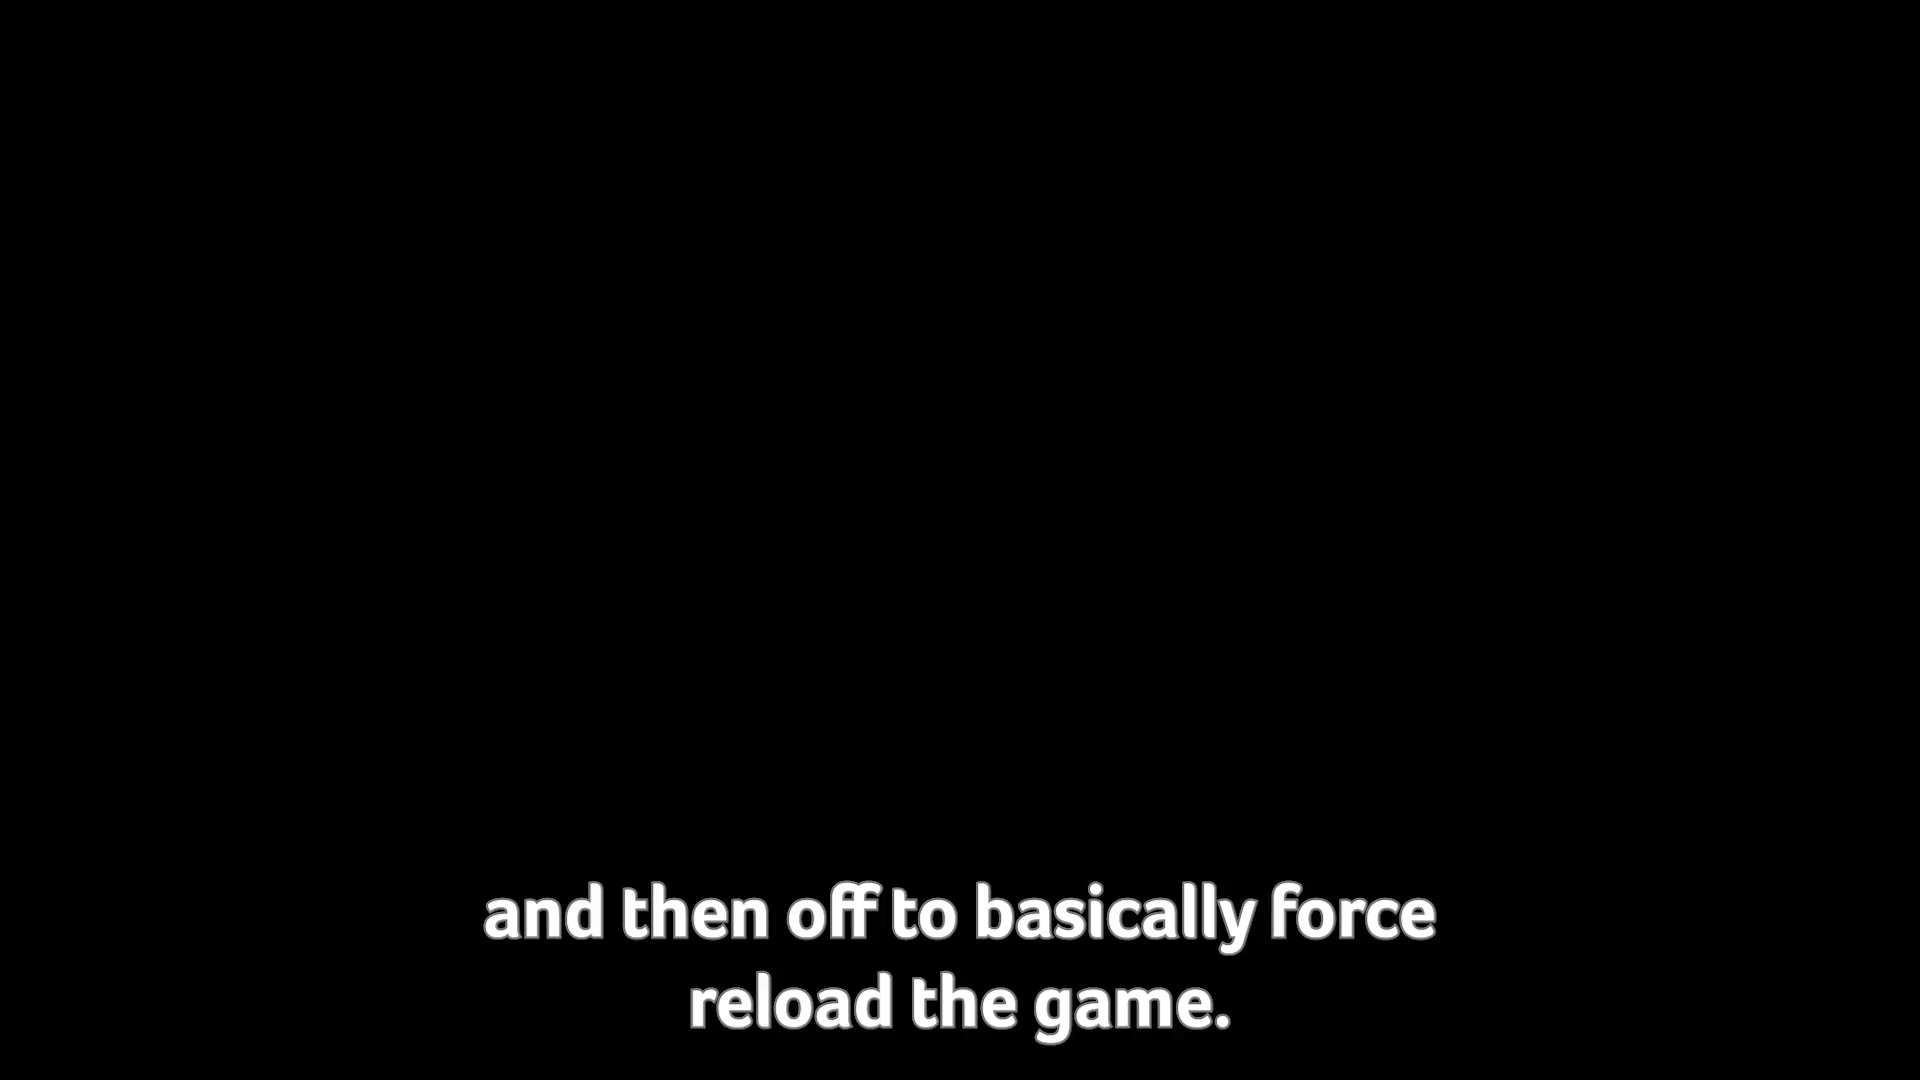 and then off to basically force
reload the game.